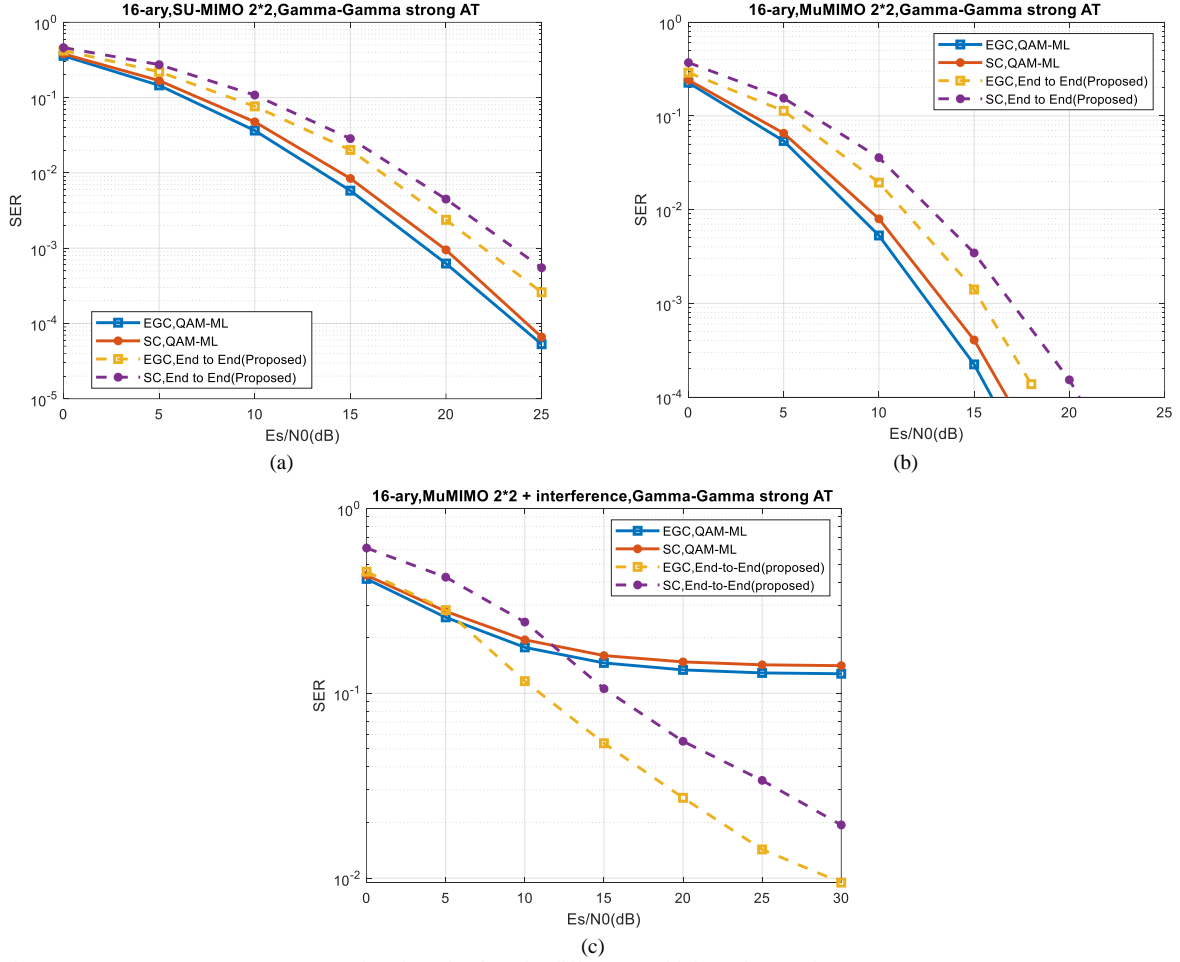 16-ary,SU-MIMO 2*2,Gamma-Gamma strong AT
10^0
10^-1
10^-2
10^-3
10^-4
10^-5
SER
EGC,QAM-ML
SC,QAM-ML
EGC,End to End(Proposed)
SC,End to End(Proposed)
0 5 10 15 20 25
Es/N0(dB)
(a)
16-ary,MuMIMO 2*2,Gamma-Gamma strong AT
10^0
10^-1
10^-2
10^-3
10^-4
SER
EGC,QAM-ML
SC,QAM-ML
EGC,End to End(Proposed)
SC,End to End(Proposed)
0 5 10 15 20 25
Es/N0(dB)
(b)
16-ary,MuMIMO 2*2 + interference,Gamma-Gamma strong AT
10^0
10^-1
10^-2
SER
EGC,QAM-ML
SC,QAM-ML
EGC,End-to-End(proposed)
SC,End-to-End(proposed)
0 5 10 15 20 25 30
Es/N0(dB)
(c)